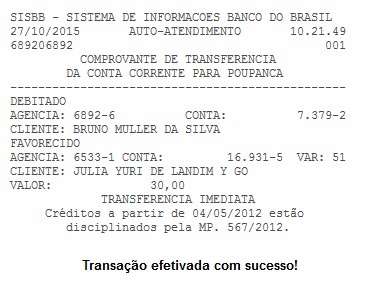 SISBB - SISTEMA DE INFORMACOES BANCO DO BRASIL
27/10/2015 AUTO-ATENDIMENTO 10.21.49
689206892 001
COMPROVANTE DE TRANSFERENCIA
DA CONTA CORRENTE PARA POUPANCA
------------------------------------------------
DEBITADO
AGENCIA: 6892-6 CONTA: 7.379-2
CLIENTE: BRUNO MULLER DA SILVA
FAVORECIDO
AGENCIA: 6533-1 CONTA: 16.931-5 VAR: 51
CLIENTE: JULIA YURI DE LANDIM Y GO
VALOR: 30,00
TRANSFERENCIA IMEDIATA
Créditos a partir de 04/05/2012 estão
disciplinados pela MP. 567/2012.
Transação efetivada com sucesso!